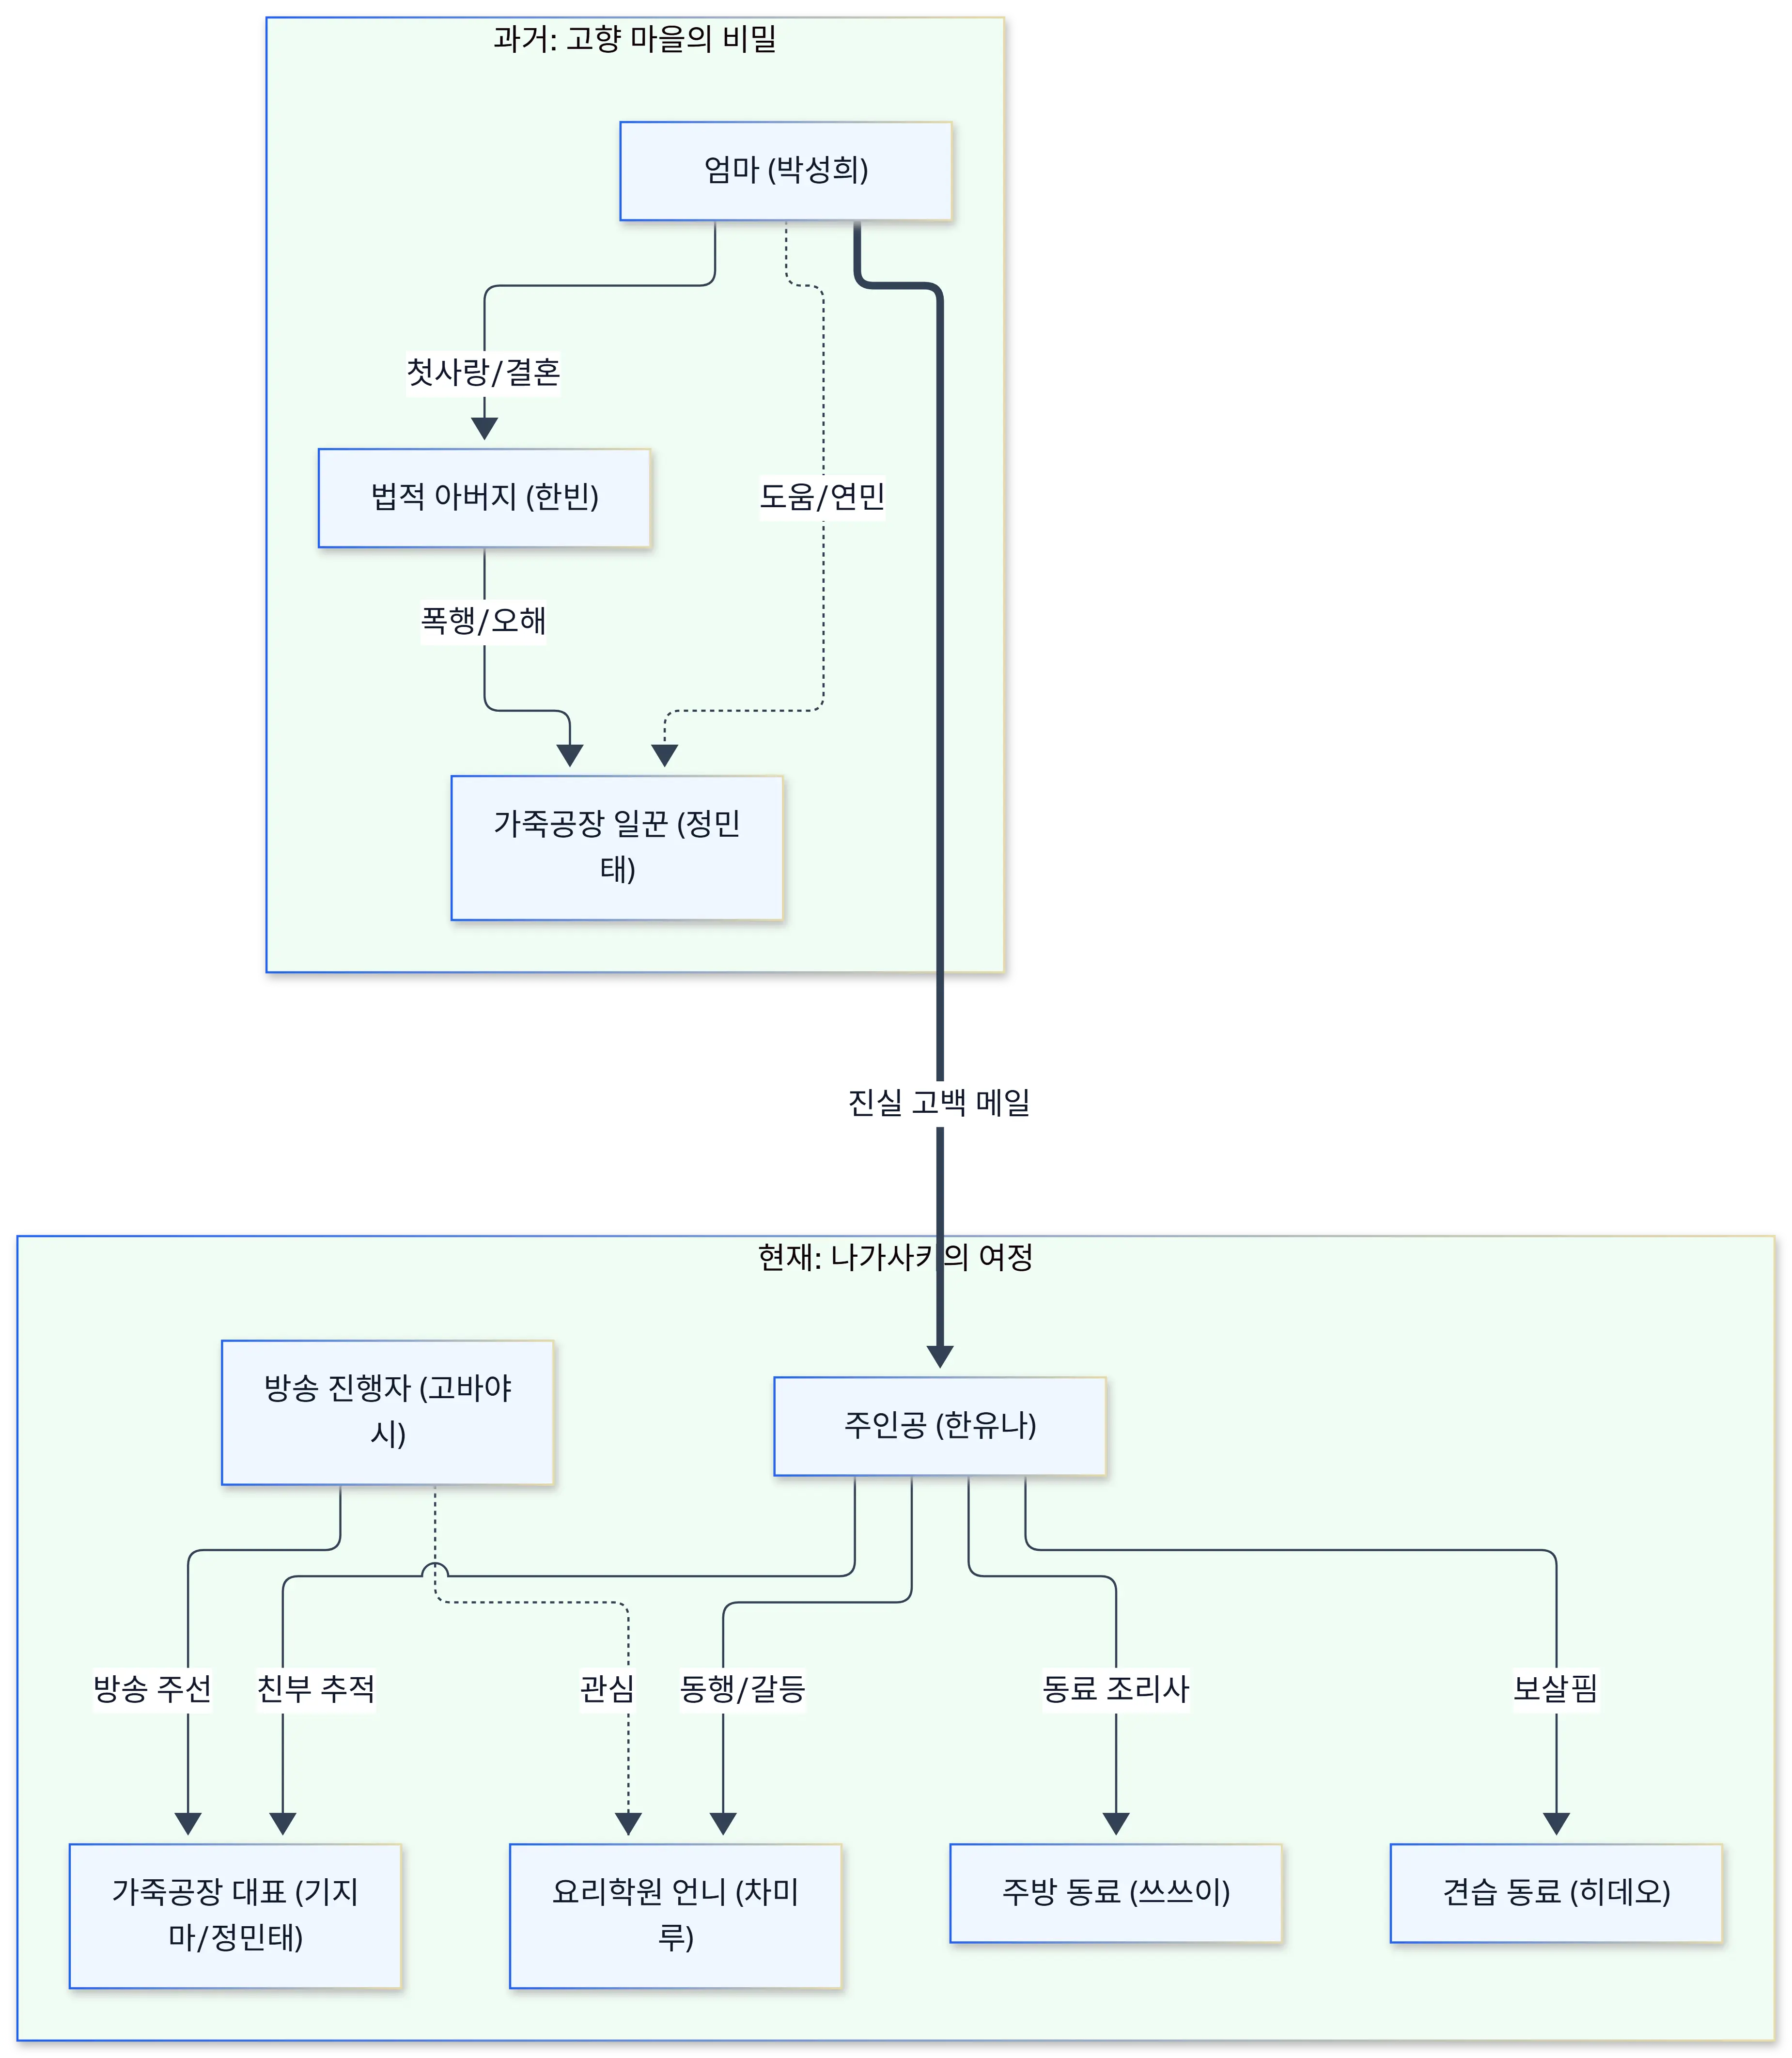 과거: 고향 마을의 비밀
엄마 (박성희)
첫사랑/결혼
법적 아버지 (한빈)
도움/연민
폭행/오해
가죽공장 일꾼 (정민
태)
진실 고백 메일
현재: 나가사키의 여정
방송 진행자 (고바야
시)
주인공 (한유나)
방송 주선
친부 추적
관심
동행/갈등
동료 조리사
보살핌
가죽공장 대표 (기지
마/정민태)
요리학원 언니 (차미
루)
주방 동료 (쓰쓰이)
견습 동료 (히데오)